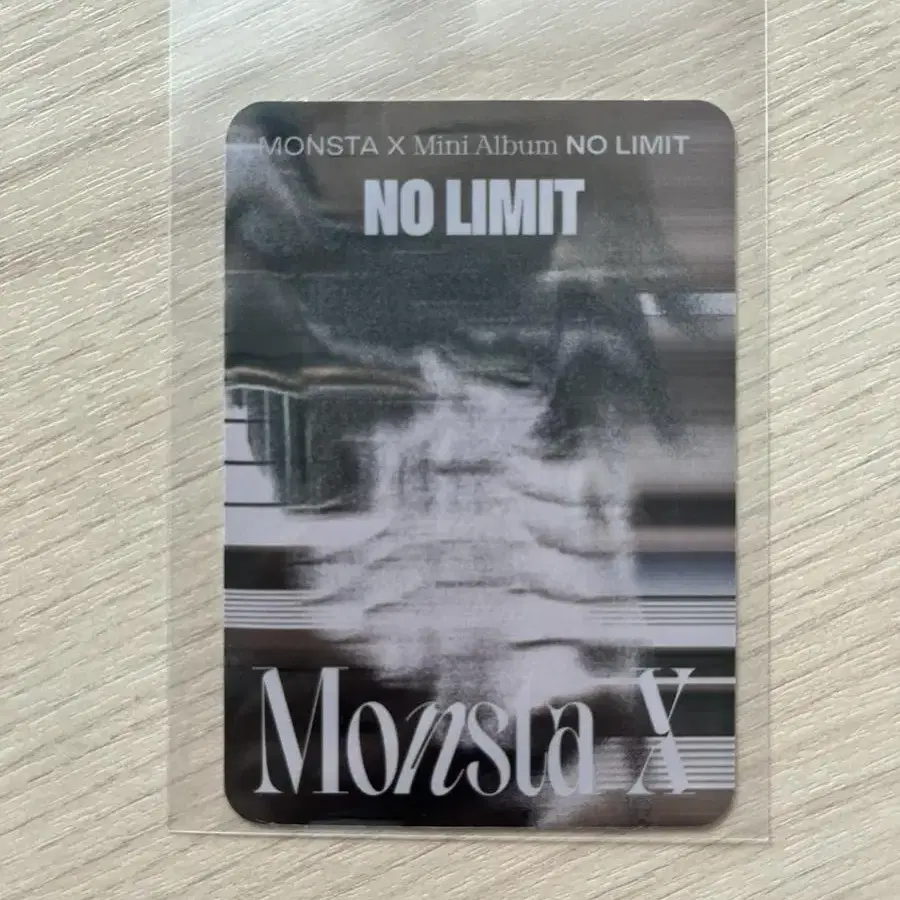 MONSTA X Mini Album NO LIMIT
NO LIMIT
Monsta X